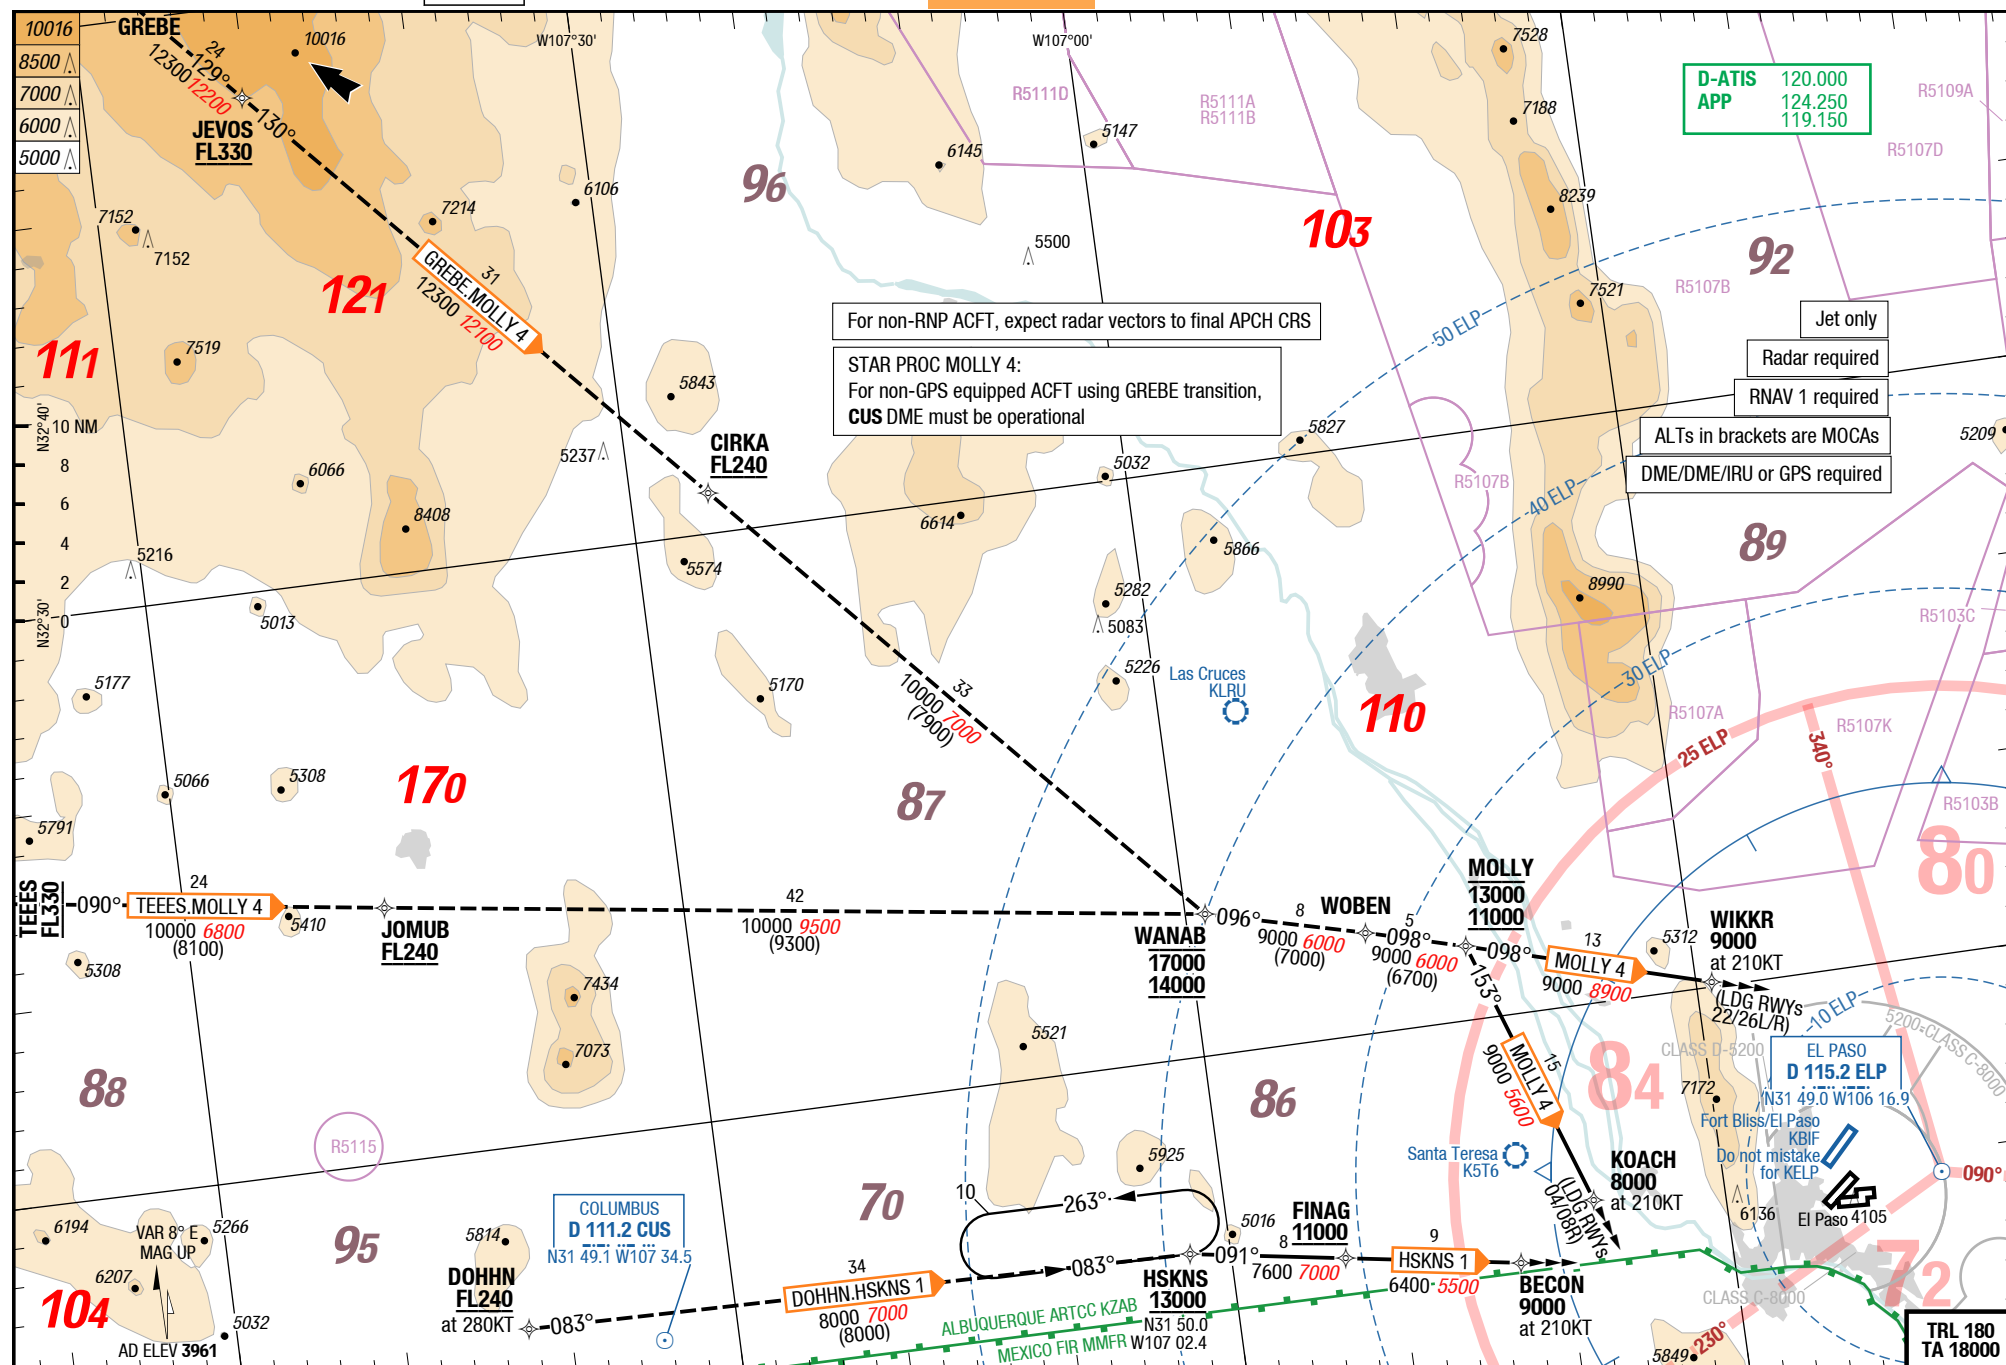 10016
8500
7000
6000
5000
GREBE
24
129°
12300 12200
10016
130°
JEVOS
FL330
W107°30'
W107°00'
R5111D
R5111A
R5111B
5147
6145
6106
96
7528
7188
8239
D-ATIS 120.000
APP 124.250
119.150
R5109A
R5107D
7152
7152
7214
121
31
GREBE.MOLLY 4
12300 12100
5500
103
92
7521
R5107B
111
7519
For non-RNP ACFT, expect radar vectors to final APCH CRS
STAR PROC MOLLY 4:
For non-GPS equipped ACFT using GREBE transition,
CUS DME must be operational
50 ELP
Jet only
Radar required
RNAV 1 required
ALTs in brackets are MOCAs
DME/DME/IRU or GPS required
5843
N32°40'
10 NM
8
6
4
2
0
N32°30'
5237
CIRKA
FL240
5827
5032
5209
R5107B
40 ELP
6066
8408
6614
5574
5866
89
5216
5013
5282
5083
8990
R5103C
5177
5170
5226
33
10000 7000
(7900)
Las Cruces
KLRU
30 ELP
110
R5107A
R5107K
25 ELP
340°
170
87
5066
5308
5791
R5103B
80
TEEES
FL330
090°
24
TEEES.MOLLY 4
10000 6800
(8100)
5410
JOMUB
FL240
42
10000 9500
(9300)
WANAB
17000
14000
096°
8
9000 6000
(7000)
WOBEN
5
098°
9000 6000
(6700)
MOLLY
13000
11000
098°
13
MOLLY 4
9000 8900
5312
WIKKR
9000
at 210KT
(LDG RWYs
22/26L/R)
5308
7434
7073
5521
153°
15
MOLLY 4
9000 5600
10 ELP
5200-CLASS C-8000
CLASS D-5200
88
86
84
7172
EL PASO
D 115.2 ELP
N31 49.0 W106 16.9
Fort Bliss/El Paso
KBIF
Do not mistake
for KELP
R5115
Santa Teresa
K5T6
5925
KOACH
8000
at 210KT
(LDG RWYs
04/08R)
090°
El Paso 4105
6136
10
263°
70
95
6194
VAR 8° E
MAG UP
5266
COLUMBUS
D 111.2 CUS
N31 49.1 W107 34.5
5814
5016
FINAG
11000
6207
104
5032
AD ELEV 3961
DOHHN
FL240
at 280KT
083°
34
DOHHN.HSKNS 1
8000 7000
(8000)
083°
HSKNS
13000
N31 50.0
W107 02.4
091°
8
7600 7000
9
HSKNS 1
6400 5500
BECON
9000
at 210KT
ALBUQUERQUE ARTCC KZAB
MEXICO FIR MMFR
CLASS C-8000
72
230°
5849
TRL 180
TA 18000